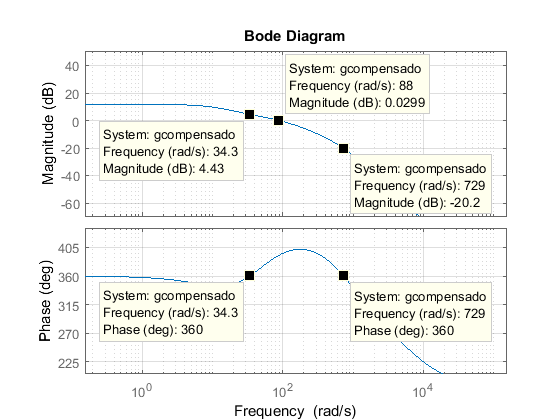 Bode Diagram
Magnitude (dB)
40
20
0
-20
-40
-60
System: gcompensado
Frequency (rad/s): 88
Magnitude (dB): 0.0299
System: gcompensado
Frequency (rad/s): 34.3
Magnitude (dB): 4.43
System: gcompensado
Frequency (rad/s): 729
Magnitude (dB): -20.2
Phase (deg)
405
360
315
270
225
System: gcompensado
Frequency (rad/s): 34.3
Phase (deg): 360
System: gcompensado
Frequency (rad/s): 729
Phase (deg): 360
10⁰
10²
10⁴
Frequency (rad/s)